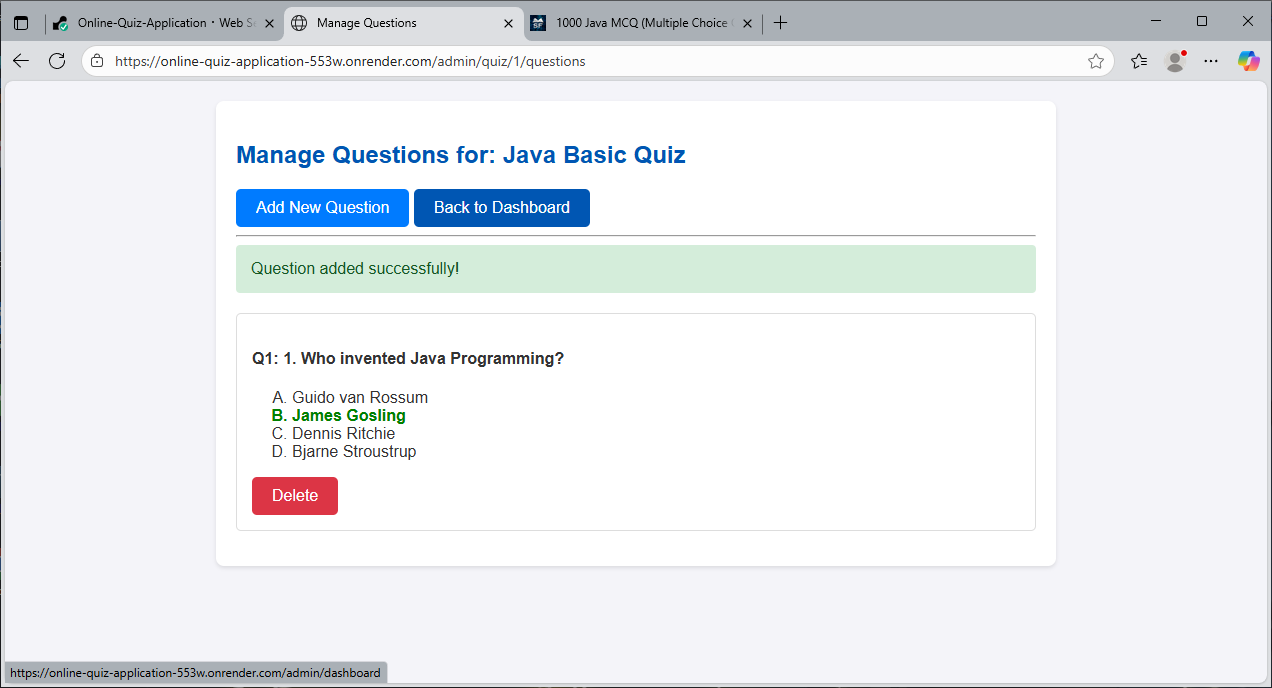 Online-Quiz-Application · Web Se
Manage Questions
1000 Java MCQ (Multiple Choice
https://online-quiz-application-553w.onrender.com/admin/quiz/1/questions
Manage Questions for: Java Basic Quiz
Add New Question Back to Dashboard
Question added successfully!
Q1: 1. Who invented Java Programming?
A. Guido van Rossum
B. James Gosling
C. Dennis Ritchie
D. Bjarne Stroustrup
Delete
https://online-quiz-application-553w.onrender.com/admin/dashboard